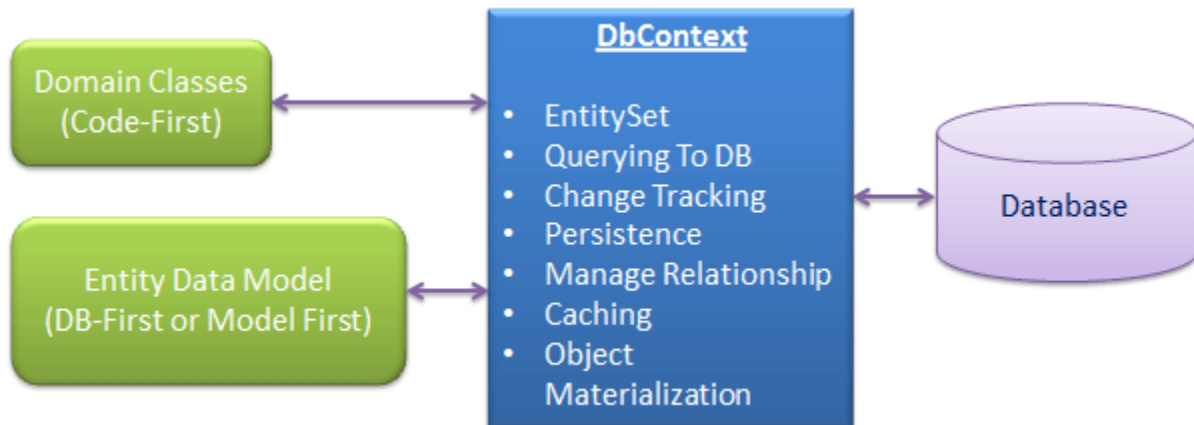 Domain Classes
(Code-First)
Entity Data Model
(DB-First or Model First)
DbContext
• EntitySet
• Querying To DB
• Change Tracking
• Persistence
• Manage Relationship
• Caching
• Object
Materialization
Database